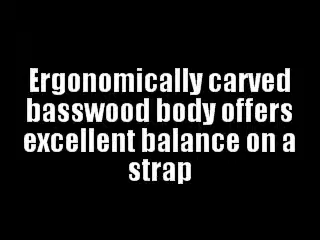 Ergonomically carved
basswood body offers
excellent balance on a
strap